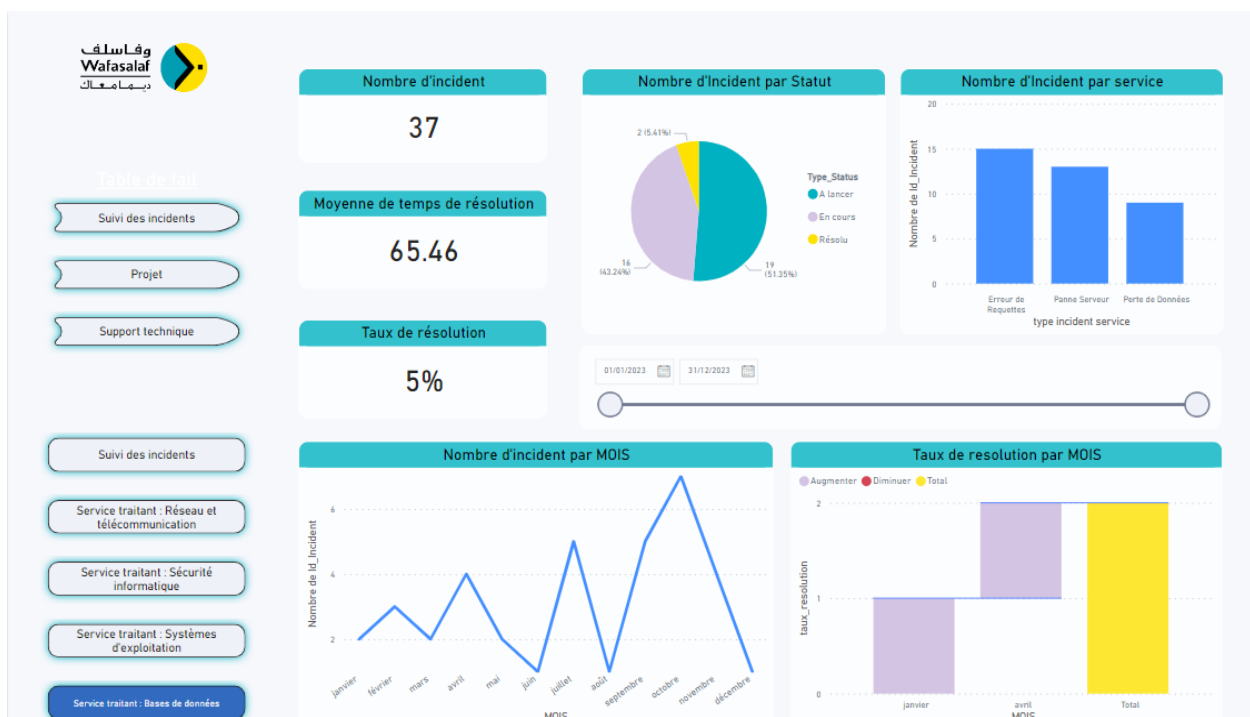 وفاسلف
Wafasalaf
ديمامعاك
Table de fait
Suivi des incidents
Projet
Support technique
Suivi des incidents
Service traitant : Réseau et
télécommunication
Service traitant : Sécurité
informatique
Service traitant : Systèmes
d'exploitation
Service traitant : Bases de données
Nombre d'incident
37
Moyenne de temps de résolution
65.46
Taux de résolution
5%
Nombre d'Incident par Statut
2 (5.41%)
16
(43.24%)
19
(51.35%)
Type_Status
A lancer
En cours
Résolu
Nombre d'Incident par service
Nombre de Id_Incident
20
15
10
5
0
Erreur de
Requettes
Panne Serveur
Perte de Données
type incident service
01/01/2023
31/12/2023
Nombre d'incident par MOIS
Nombre de Id_Incident
6
4
2
janvier
février
mars
avril
mai
juin
juillet
août
septembre
octobre
novembre
décembre
MOIS
Taux de resolution par MOIS
Augmenter
Diminuer
Total
taux_resolution
2
1
0
janvier
avril
Total
MOIS